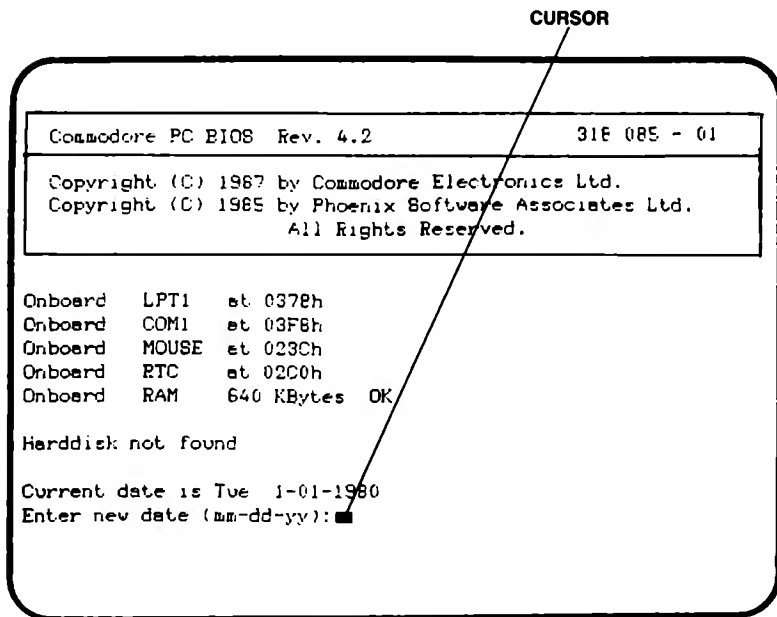 CURSOR
Commodore PC BIOS Rev. 4.2 318 085 - 01
Copyright (C) 1987 by Commodore Electronics Ltd.
Copyright (C) 1985 by Phoenix Software Associates Ltd.
All Rights Reserved.
Onboard LPT1 at 0378h
Onboard COM1 at 03F8h
Onboard MOUSE at 023Ch
Onboard RTC at 02C0h
Onboard RAM 640 KBytes OK
Harddisk not found
Current date is Tue 1-01-1980
Enter new date (mm-dd-yy):